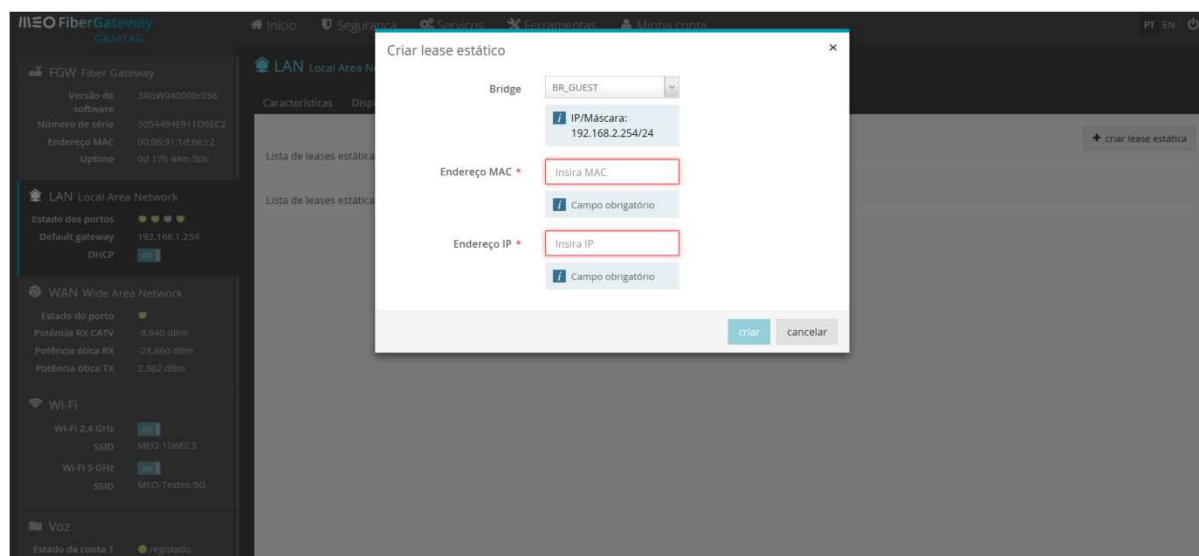 MEO FiberGateway
GR241AG
Início
Segurança
Serviços
Ferramentas
Minha conta
PT EN
FGW Fiber Gateway
Versão de software 3RGW040000r036
Número de série 5054494E911D6EC2
Endereço MAC 00:06:91:1d:6e:c2
Uptime 0d 17h 44m 50s
LAN Local Area Network
Estado dos portos
Default gateway 192.168.1.254
DHCP on
WAN Wide Area Network
Estado do porto
Potência RX CATV -9.940 dBm
Potência ótica RX -28.860 dBm
Potência ótica TX 2.382 dBm
WI-FI
Wi-Fi 2,4 GHz on
SSID MEO-1D6EC3
Wi-Fi 5 GHz on
SSID MEO-Testes-5G
Voz
Estado da conta 1 registado
LAN Local Area N
Características Disp
+ criar lease estática
Lista de leases estática
Lista de leases estática
Criar lease estático ×
Bridge BR_GUEST
IP/Máscara:
192.168.2.254/24
Endereço MAC * Insira MAC
Campo obrigatório
Endereço IP * Insira IP
Campo obrigatório
criar cancelar